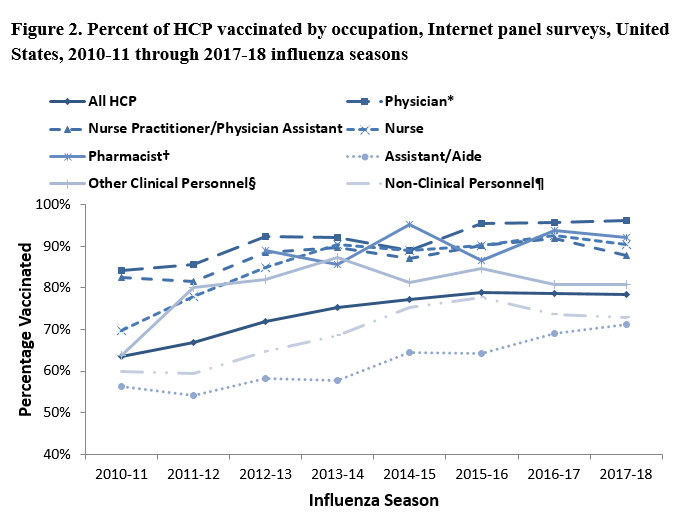 Figure 2. Percent of HCP vaccinated by occupation, Internet panel surveys, United
States, 2010-11 through 2017-18 influenza seasons
All HCP
Physician*
Nurse Practitioner/Physician Assistant
Nurse
Pharmacist†
Assistant/Aide
Other Clinical Personnel§
Non-Clinical Personnel¶
Percentage Vaccinated
100%
90%
80%
70%
60%
50%
40%
2010-11 2011-12 2012-13 2013-14 2014-15 2015-16 2016-17 2017-18
Influenza Season